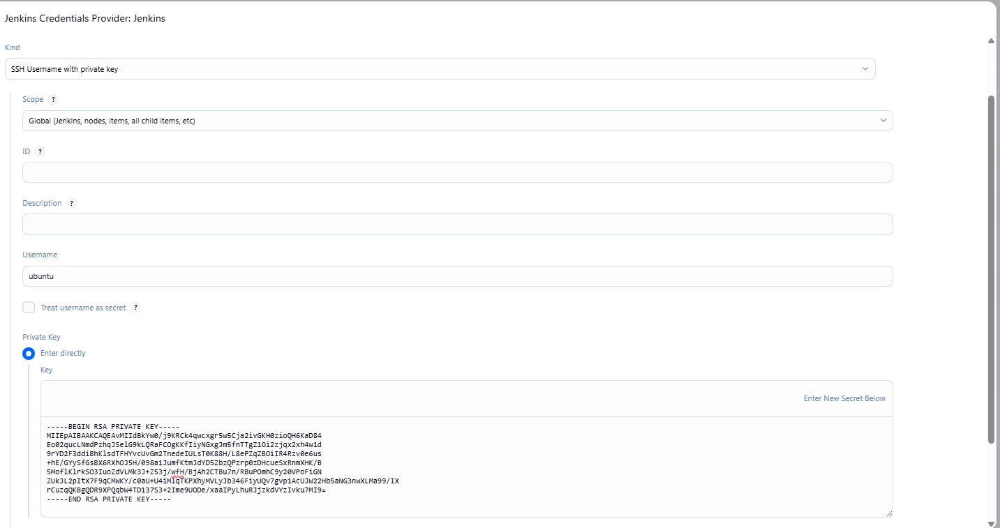 Jenkins Credentials Provider: Jenkins
Kind
SSH Username with private key
Scope ?
Global (Jenkins, nodes, items, all child items, etc)
ID ?
Description ?
Username
ubuntu
Treat username as secret ?
Private Key
Enter directly
Key
Enter New Secret Below
-----BEGIN RSA PRIVATE KEY-----
MIIEpAIBAAKCAQEAvMIIdBkYw0/j9KRCk4qwcxgr5w5Cja2ivGKH0zioQH6KaD84
Eo02qucLNmdPzhqJSelG9kLQRaFCOgKKfIiyNGxgJm5fnTTgZ1Oi2zjqx2xh4w1d
9rYD2F3ddiBhKlsdTFHYvcUvGm2TnedeIULsT0K88H/L8ePZqZBOiIR4Rzv0e6us
+hE/GYySfGsBX6RXhOJ5H/098a1JumfKtmJdYD5ZbzQPzrp0zDHcueSxRnmXHK/B
5MoflKlrkSO3IuoZdVLMk3J+Z53j/wfH/BjAh2CTBu7n/RBuPOmhC9y20VPoFiGN
ZUkJL2pItX7F9qCMWKY/c0aU+U4iMlqTKPXhyMVLyJb346FiyUQv7gvp1AcUJW22Hb5aNG3nwXLMa99/IX
rCuzqQKBgQDR9XPQqbW4TD137S3+2Ime9UODe/xaaIPyLhuRJjzkdVYzIvku7MI9=
-----END RSA PRIVATE KEY-----